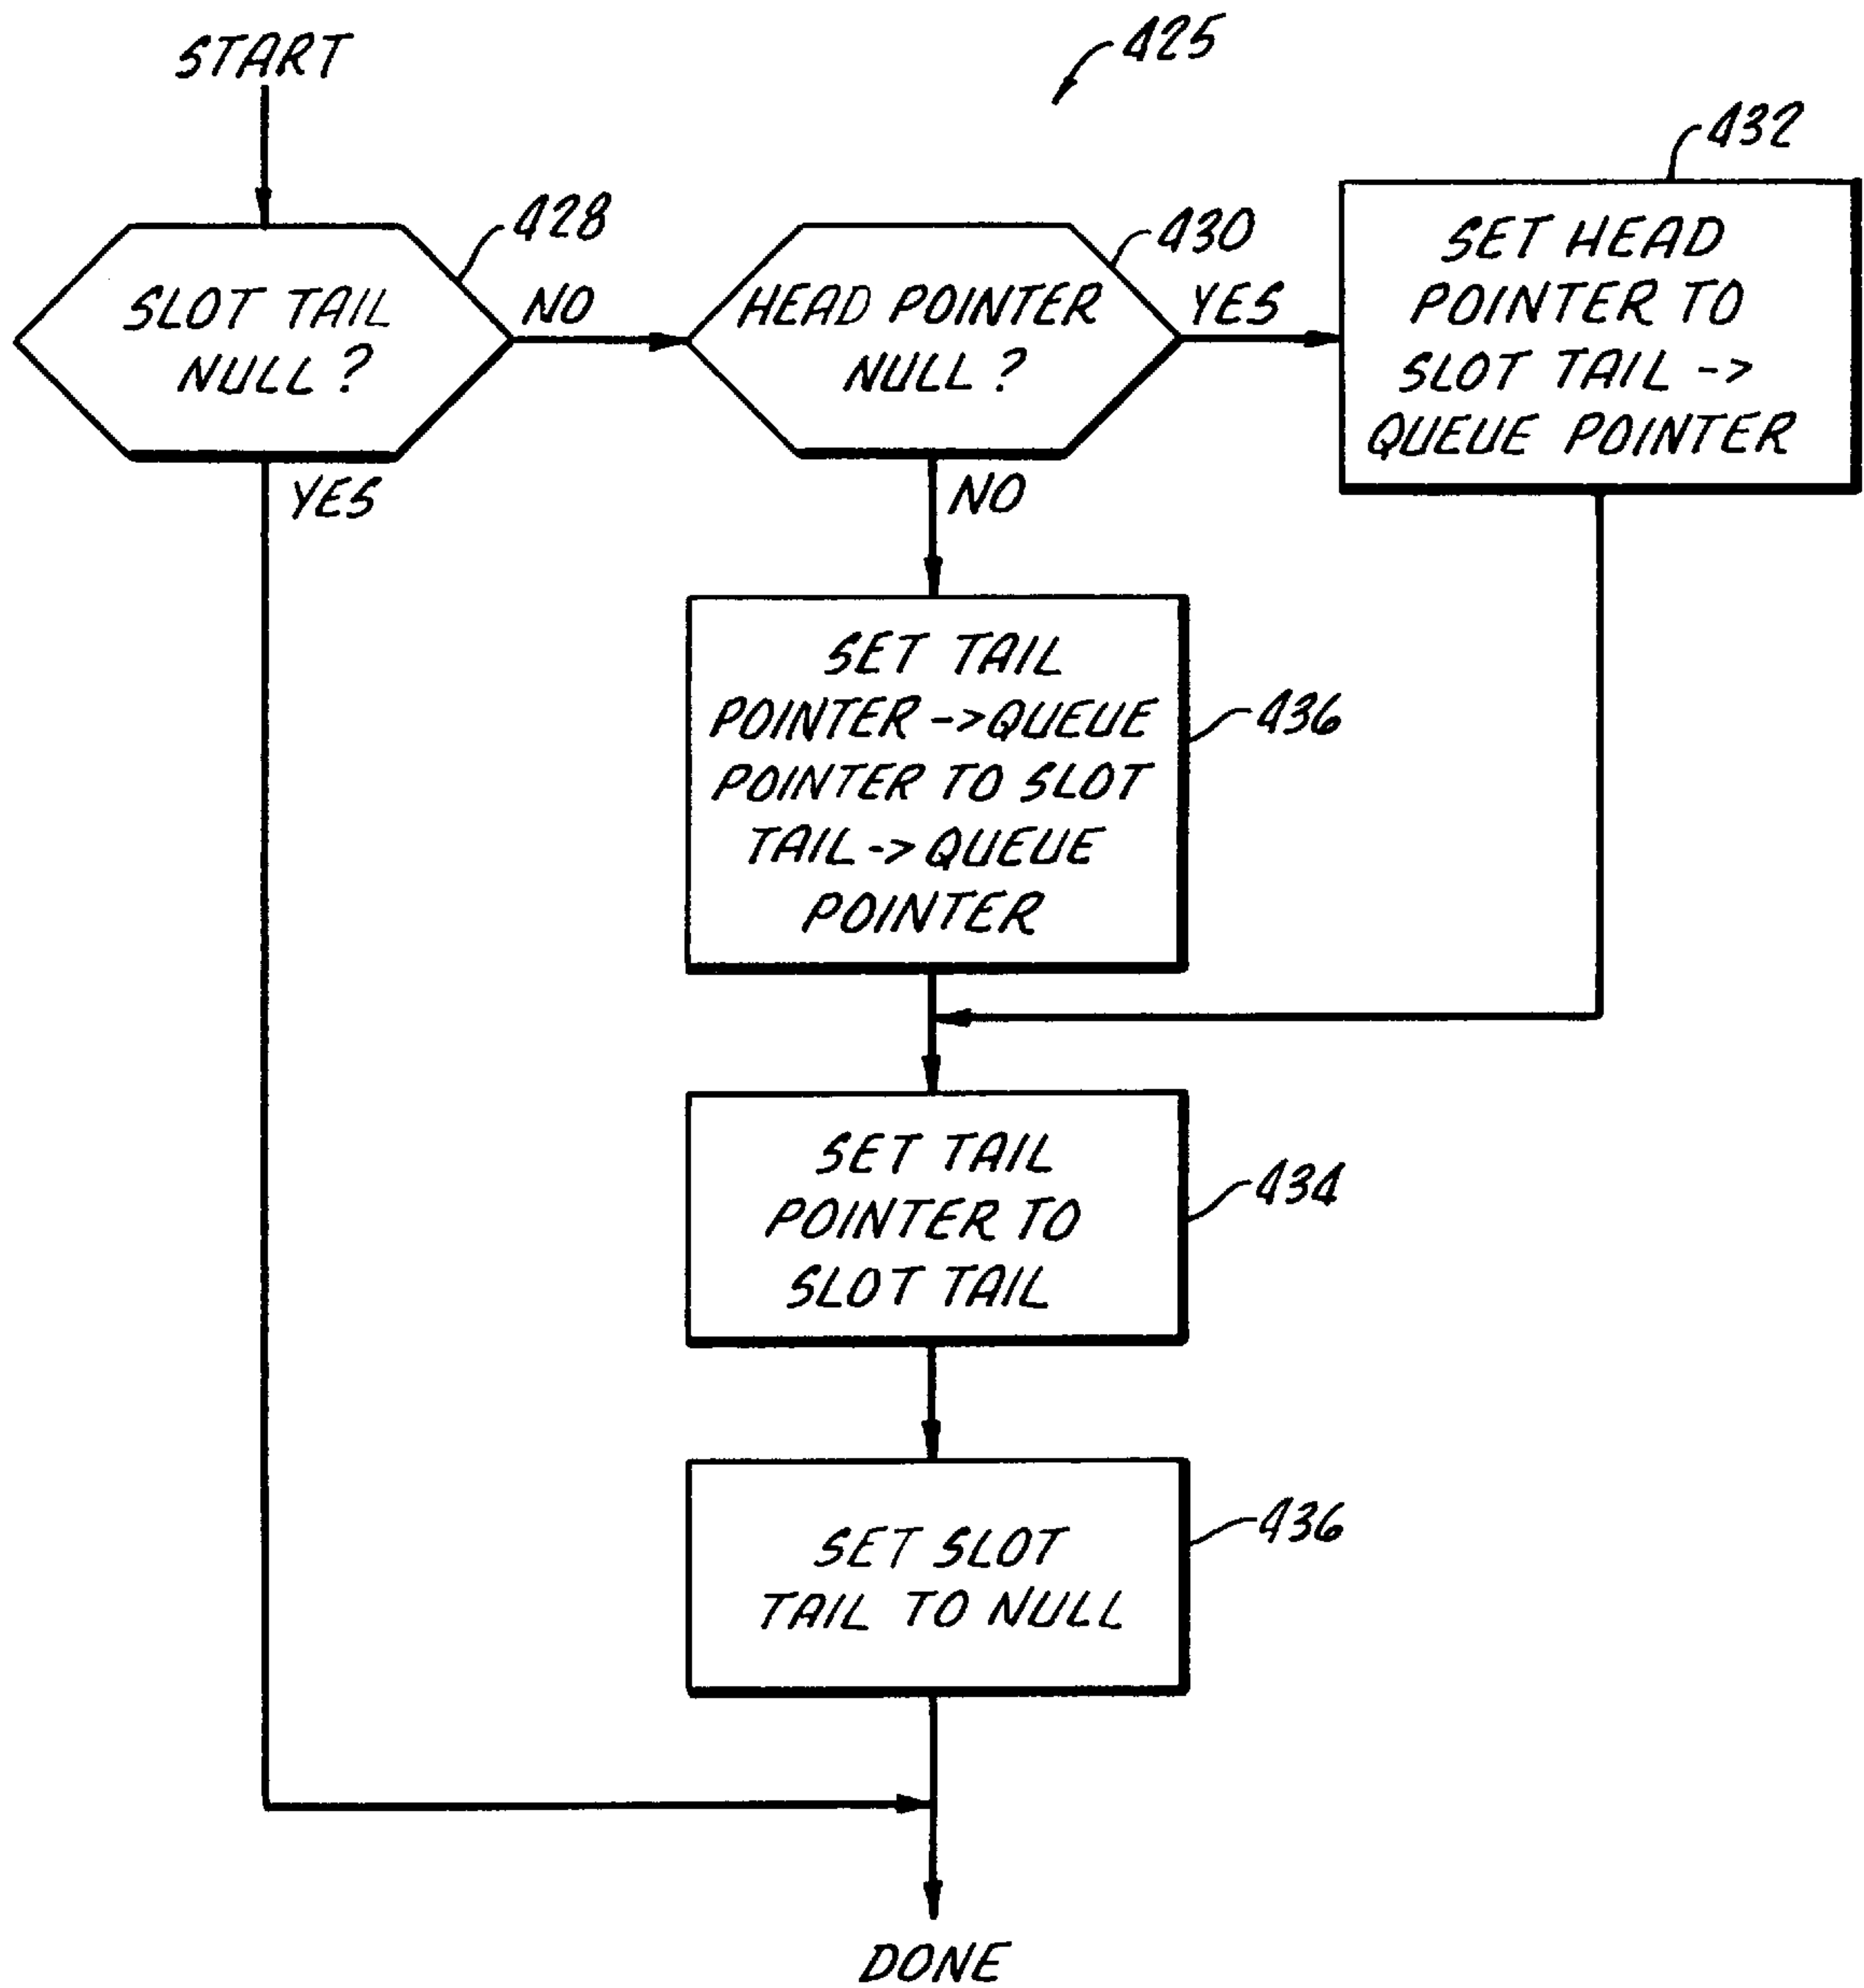 START
425
432
428
SLOT TAIL
NULL?
NO
430
HEAD POINTER
NULL?
YES
SET HEAD
POINTER TO
SLOT TAIL ->
QUEUE POINTER
YES
NO
SET TAIL
POINTER ->QUEUE
POINTER TO SLOT
TAIL->QUEUE
POINTER
436
SET TAIL
POINTER TO
SLOT TAIL
434
SET SLOT
TAIL TO NULL
436
DONE